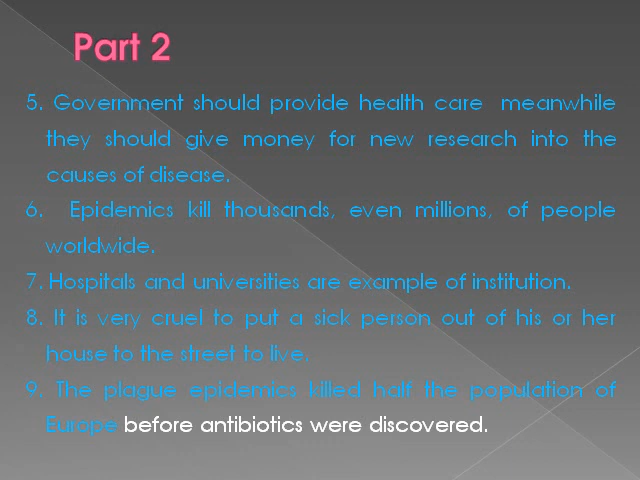 Part 2
5. Government should provide health care meanwhile
they should give money for new research into the
causes of disease.
6. Epidemics kill thousands, even millions, of people
worldwide.
7. Hospitals and universities are example of institution.
8. It is very cruel to put a sick person out of his or her
house to the street to live.
9. The plague epidemics killed half the population of
Europe before antibiotics were discovered.